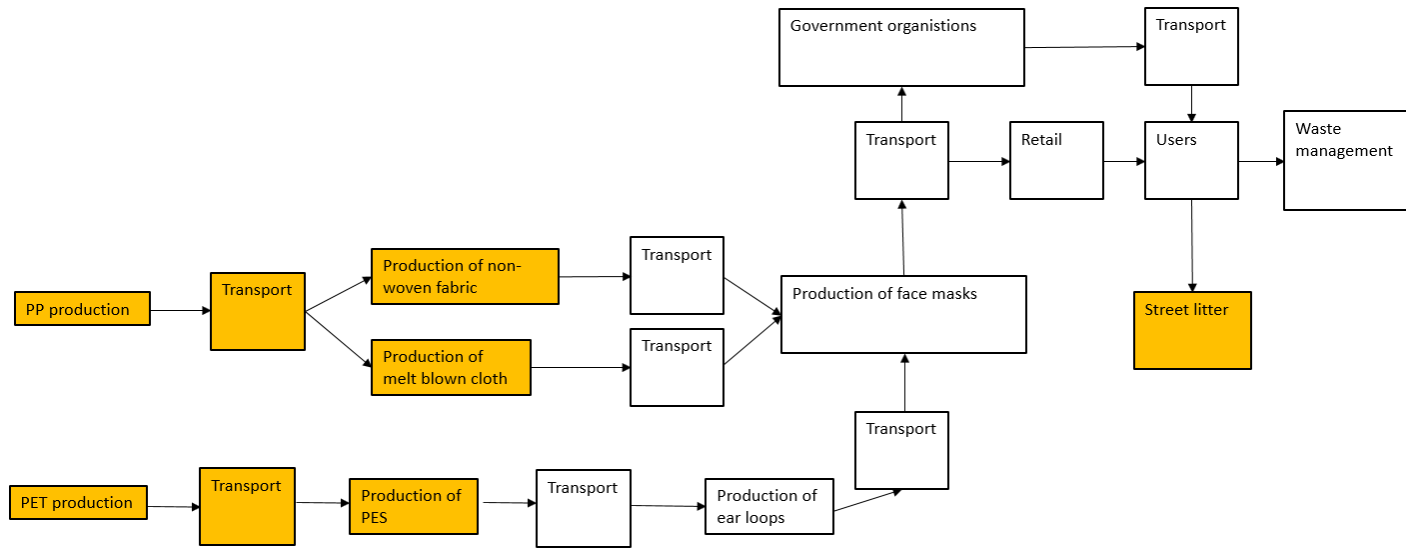 Government organistions
Transport
Transport
Retail
Users
Waste
management
Transport
Production of non-
woven fabric
Transport
PP production
Production of face masks
Street litter
Production of
melt blown cloth
Transport
Transport
PET production
Transport
Production of
PES
Transport
Production of
ear loops